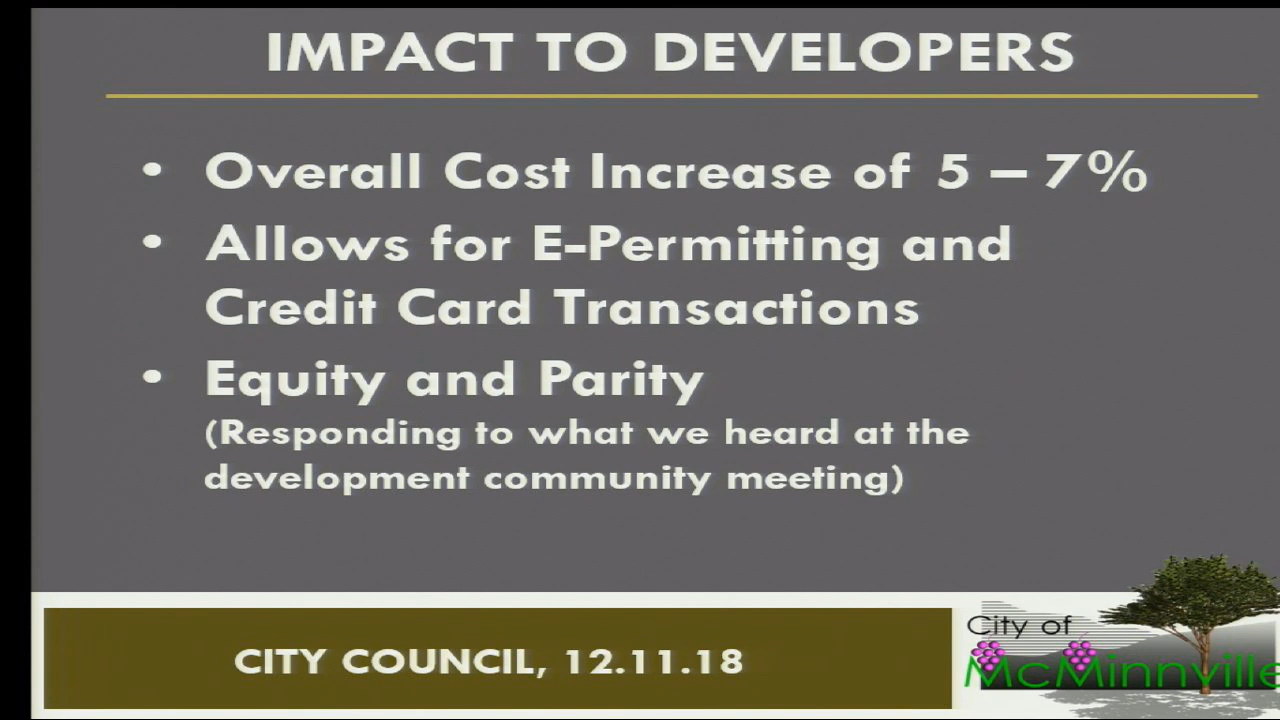 IMPACT TO DEVELOPERS
• Overall Cost Increase of 5 – 7%
• Allows for E-Permitting and
Credit Card Transactions
• Equity and Parity
(Responding to what we heard at the
development community meeting)
CITY COUNCIL, 12.11.18
City of
McMinnville